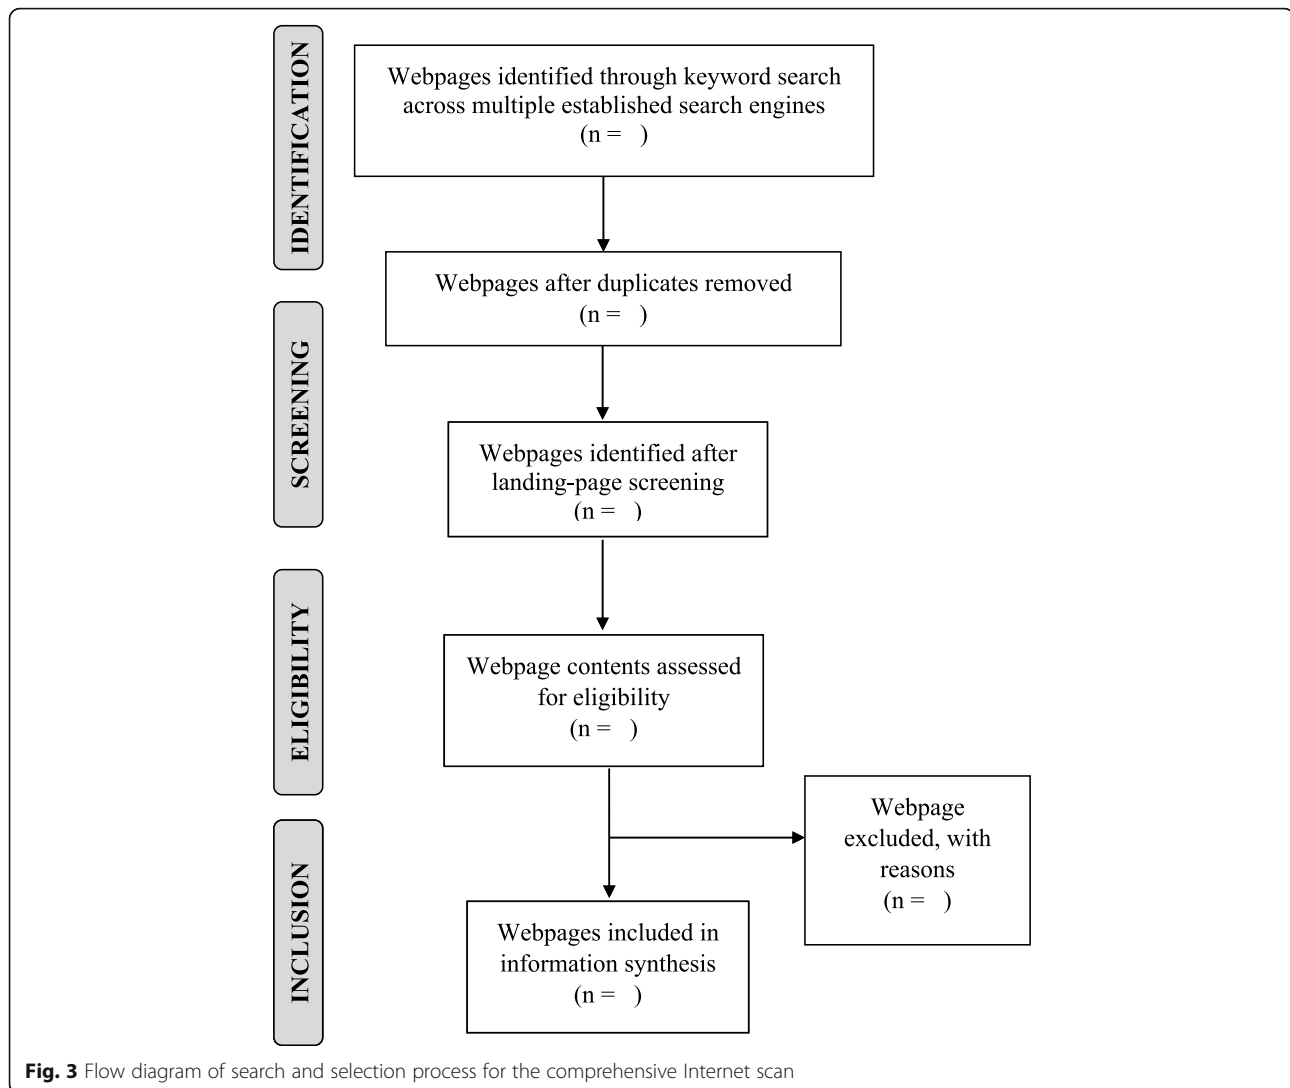 IDENTIFICATION
Webpages identified through keyword search
across multiple established search engines
(n = )
Webpages after duplicates removed
(n = )
SCREENING
Webpages identified after
landing-page screening
(n = )
ELIGIBILITY
Webpage contents assessed
for eligibility
(n = )
Webpage
excluded, with
reasons
(n = )
INCLUSION
Webpages included in
information synthesis
(n = )
Fig. 3 Flow diagram of search and selection process for the comprehensive Internet scan